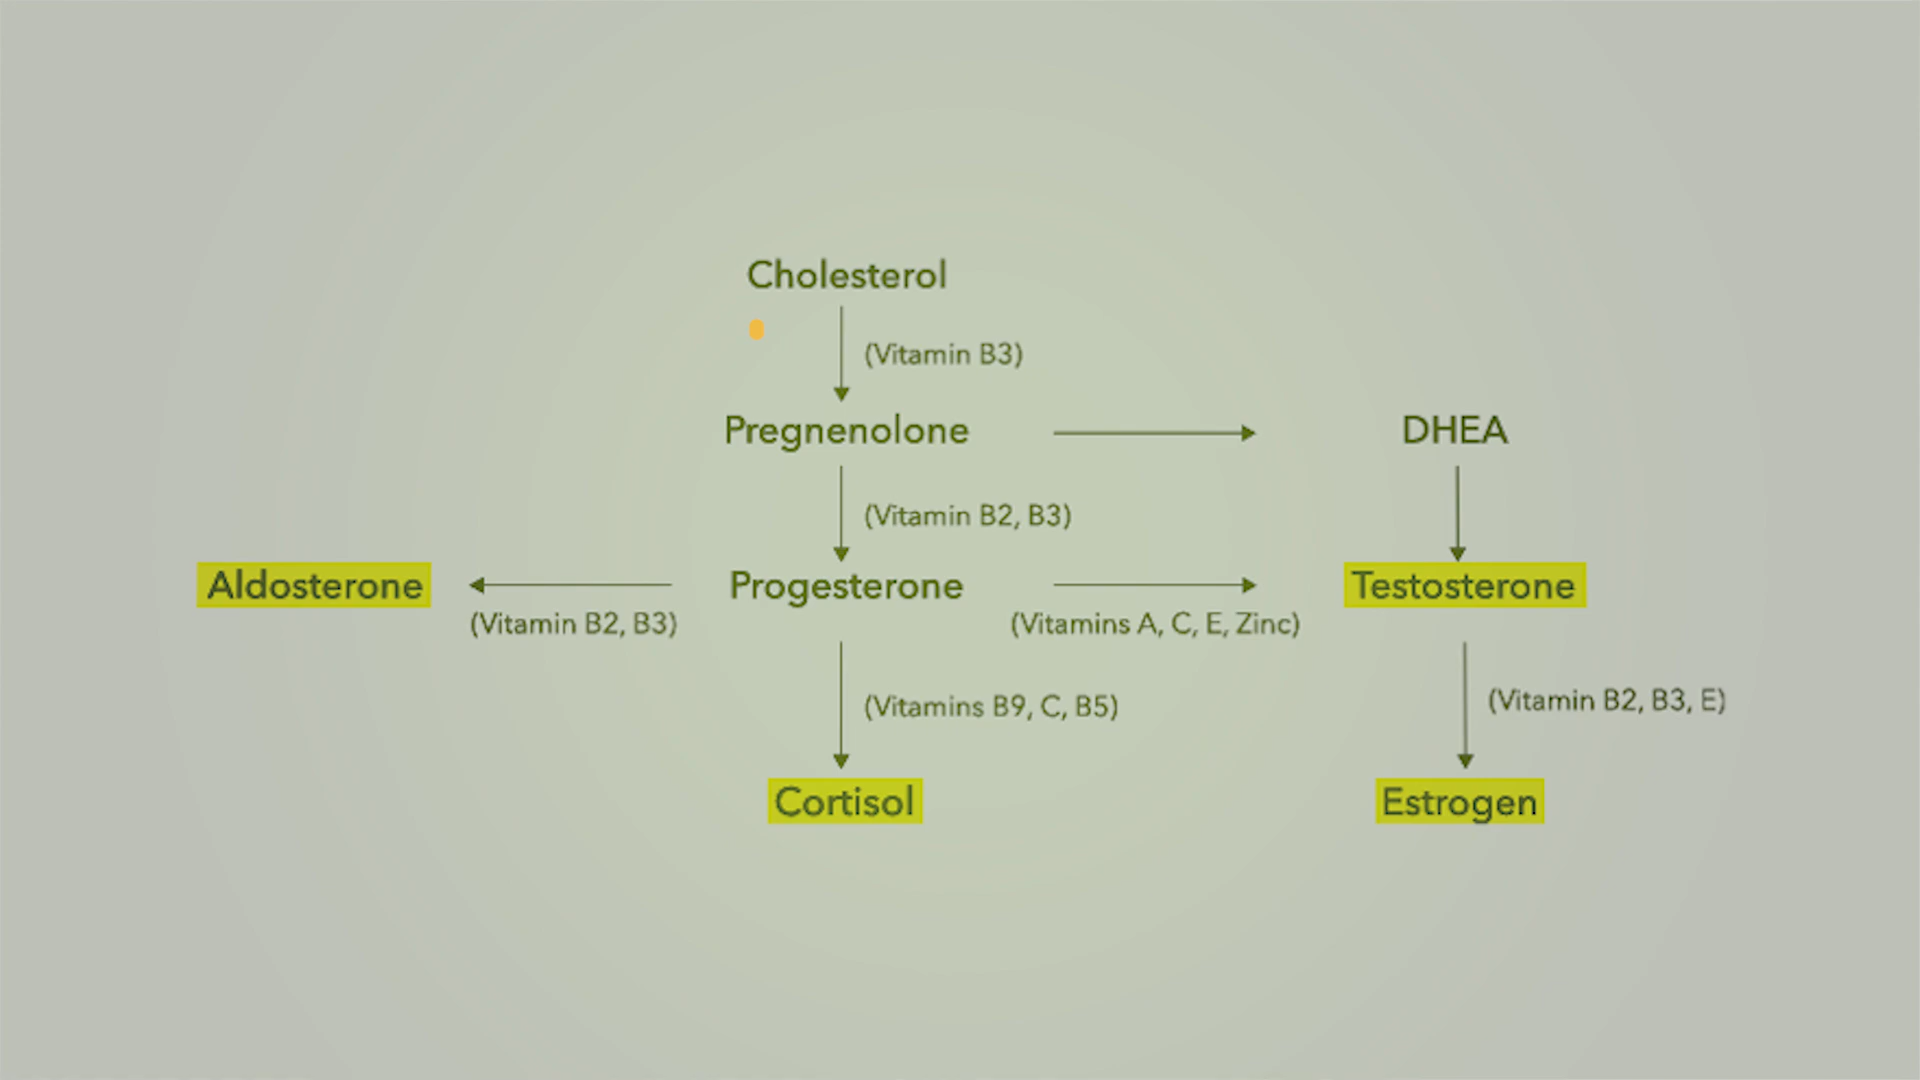 Cholesterol
(Vitamin B3)
Pregnenolone
DHEA
(Vitamin B2, B3)
Aldosterone
Progesterone
Testosterone
(Vitamin B2, B3)
(Vitamins A, C, E, Zinc)
(Vitamins B9, C, B5)
(Vitamin B2, B3, E)
Cortisol
Estrogen